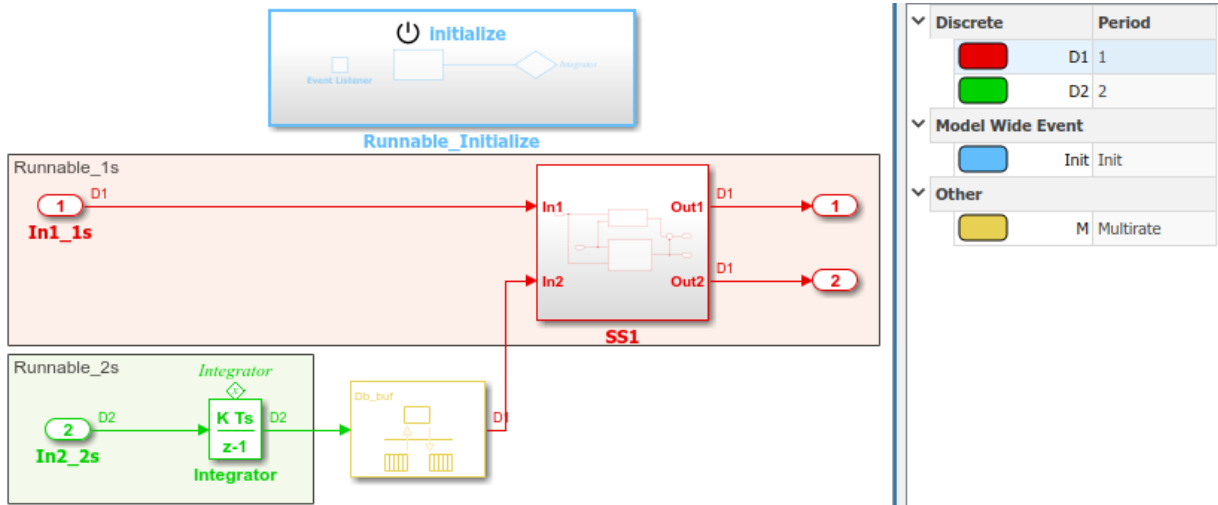 initialize
Event Listener
Integrator
Runnable_Initialize
Runnable_1s
1
D1
In1_1s
In1
Out1
D1
1
In2
Out2
D1
2
SS1
Runnable_2s
Integrator
x
2
D2
In2_2s
K Ts
z-1
D2
Integrator
Db_buf
D1
Discrete Period
D1 1
D2 2
Model Wide Event
Init Init
Other
M Multirate